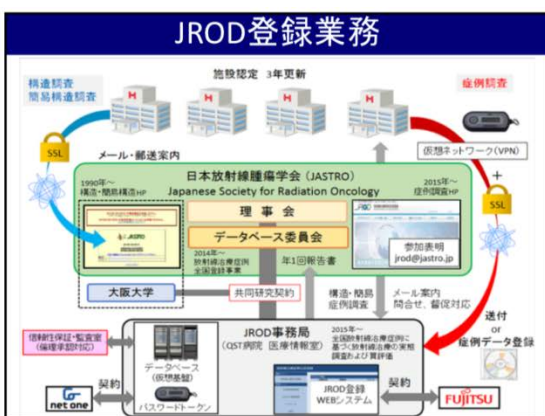 JROD登録業務
施設認定 3年更新
構造調査
簡易構造調査
症例調査
SSL
メール・郵送案内
仮想ネットワーク(VPN)
+
SSL
日本放射線腫瘍学会 (JASTRO)
Japanese Society for Radiation Oncology
1990年~
構造・簡易構造HP
2015年~
症例調査HP
理事会
データベース委員会
2014年~
放射線治療症例
全国登録事業
年1回報告書
参加表明
jrod@jastro.jp
大阪大学
共同研究契約
構造・簡易
症例調査
メール案内
問合せ、督促対応
送付
or
症例データ登録
信頼性保証・監査室
(倫理承認対応)
JROD事務局
(QST病院 医療情報室)
2015年~
全国放射線治療症例に
基づく放射線治療の実態
調査および質評価
データベース
(仮想基盤)
パスワードトークン
JROD登録
WEBシステム
契約
net one
契約
FUJITSU